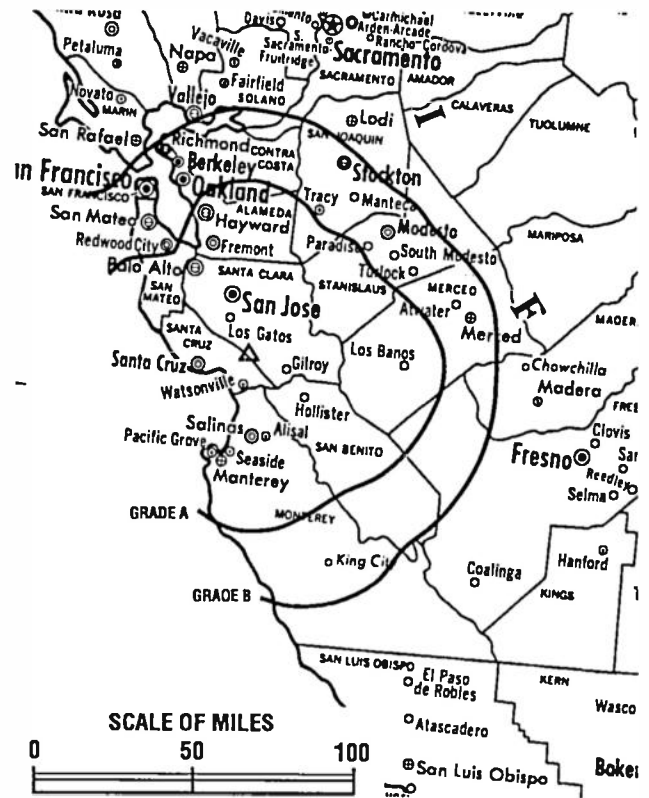 Davis
Carmichael
Arden-Arcade
Rancho-Cordova
Petaluma
Vacaville
S.
Sacramento
Fruitridge
Sacramento
Napa
SACRAMENTO
AMADOR
Fairfield
SOLANO
Novato
MARIN
Vallejo
CALAVERAS
TUOLUMNE
I
Lodi
San Rafael
Richmond
CONTRA
COSTA
SAN JOAQUIN
Berkeley
Stockton
n Francisco
SAN FRANCISCO
Oakland
Tracy
Manteca
San Mateo
ALAMEDA
Hayward
Modesto
MARIPOSA
Redwood City
Fremont
Paradise
South Modesto
Palo Alto
SANTA CLARA
Turlock
SAN
MATEO
STANISLAUS
MERCED
Atwater
F
San Jose
Merced
MADER
SANTA
CRUZ
Los Gatos
Los Banos
Santa Cruz
Gilroy
Chowchilla
Watsonville
Madera
Hollister
FRES
Salinas
Alisal
Clovis
Pacific Grove
SAN BENITO
Fresno
San
Seaside
Reedley
Monterey
Selma
GRADE A
MONTEREY
King City
Hanford
Coalinga
GRADE B
KINGS
SAN LUIS OBISPO
El Paso
de Robles
KERN
Wasco
SCALE OF MILES
Atascadero
0 50 100
San Luis Obispo
Baker